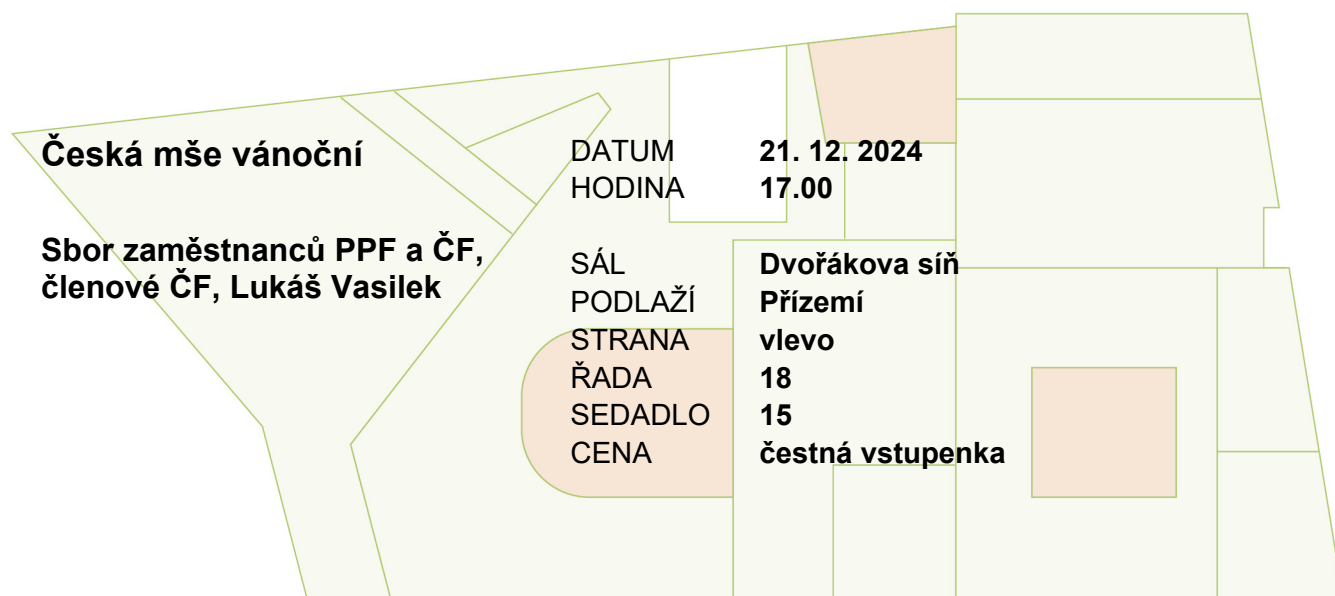 Česká mše vánoční
Sbor zaměstnanců PPF a ČF,
členové ČF, Lukáš Vasilek
DATUM 21. 12. 2024
HODINA 17.00
SÁL Dvořákova síň
PODLAŽÍ Přízemí
STRANA vlevo
ŘADA 18
SEDADLO 15
CENA čestná vstupenka